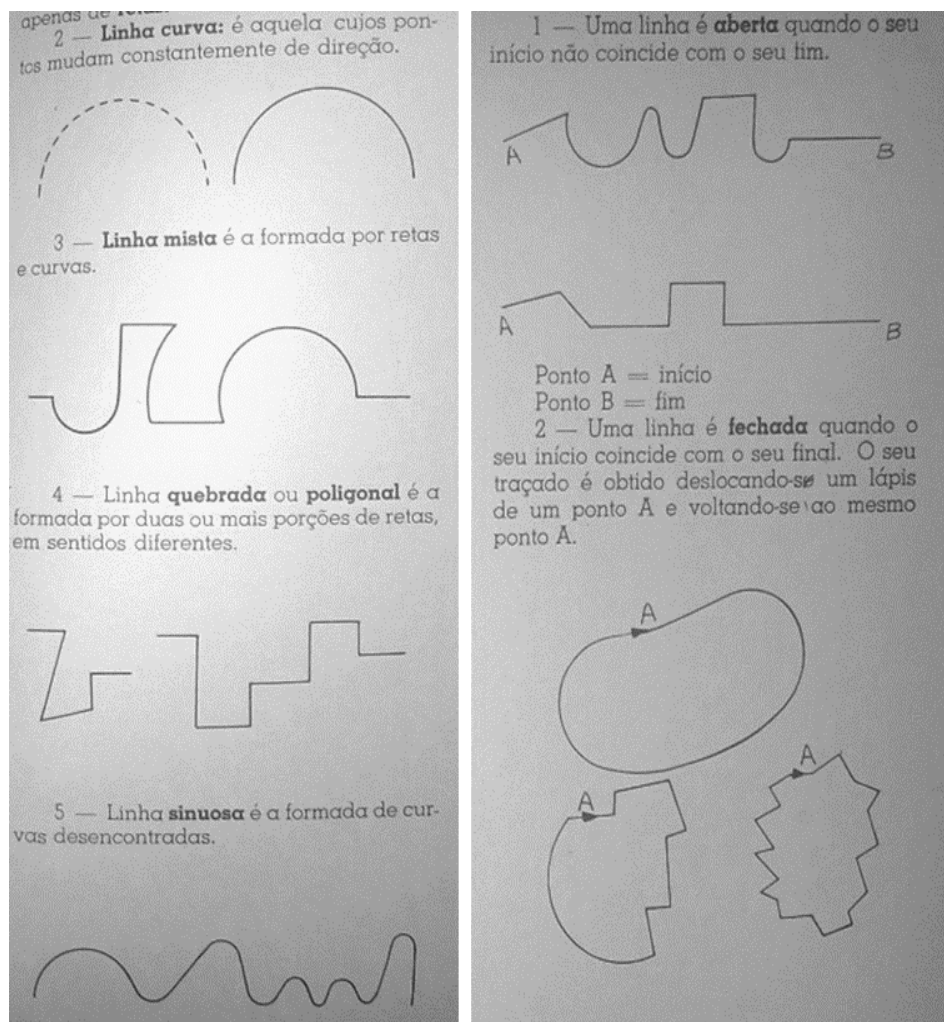 apenas de
2 — Linha curva: é aquela cujos pon-
tos mudam constantemente de direção.
3 — Linha mista é a formada por retas
e curvas.
4 — Linha quebrada ou poligonal é a
formada por duas ou mais porções de retas,
em sentidos diferentes.
5 — Linha sinuosa é a formada de cur-
vas desencontradas.
1 — Uma linha é aberta quando o seu
início não coincide com o seu fim.
A
B
A
B
Ponto A = início
Ponto B = fim
2 — Uma linha é fechada quando o
seu início coincide com o seu final. O seu
traçado é obtido deslocando-se um lápis
de um ponto A e voltando-se ao mesmo
ponto A.
A
A
A